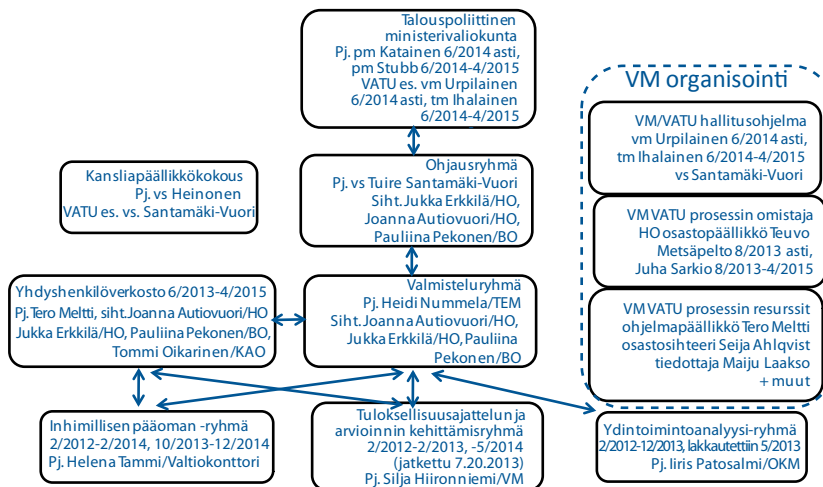 Talouspoliittinen
ministerivaliokunta
Pj. pm Katainen 6/2014 asti,
pm Stubb 6/2014-4/2015
VATU es. vm Urpilainen
6/2014 asti, tm Ihalainen
6/2014-4/2015
VM organisointi
VM/VATU hallitusohjelma
vm Urpilainen 6/2014 asti,
tm Ihalainen 6/2014-4/2015
vs Santamäki-Vuori
Kansliapäällikkökokous
Pj. vs Heinonen
VATU es. vs. Santamäki-Vuori
Ohjausryhmä
Pj. vs Tuire Santamäki-Vuori
Siht. Jukka Erkkilä/HO,
Joanna Autiovuori/HO,
Pauliina Pekonen/BO
VM VATU prosessin omistaja
HO osastopäällikkö Teuvo
Metsäpelto 8/2013 asti,
Juha Sarkio 8/2013-4/2015
Yhdyshenkilöverkosto 6/2013-4/2015
Pj. Tero Meltti, siht. Joanna Autiovuori/HO
Jukka Erkkilä/HO, Pauliina Pekonen/BO,
Tommi Oikarinen/KAO
Valmisteluryhmä
Pj. Heidi Nummela/TEM
Siht. Joanna Autiovuori/HO,
Jukka Erkkilä/HO, Pauliina
Pekonen/BO
VM VATU prosessin resurssit
ohjelmapäällikkö Tero Meltti
osastosihteeri Seija Ahlqvist
tiedottaja Maiju Laakso
+ muut
Inhimillisen pääoman -ryhmä
2/2012-2/2014, 10/2013-12/2014
Pj. Helena Tammi/Valtiokonttori
Tuloksellisuusajattelun ja
arvioinnin kehittämisryhmä
2/2012-2/2013, -5/2014
(jatkettu 7.20.2013)
Pj. Silja Hiironniemi/VM
Ydintoimintoanalyysi-ryhmä
2/2012-12/2013, lakkautettiin 5/2013
Pj. Iiris Patosalmi/OKM